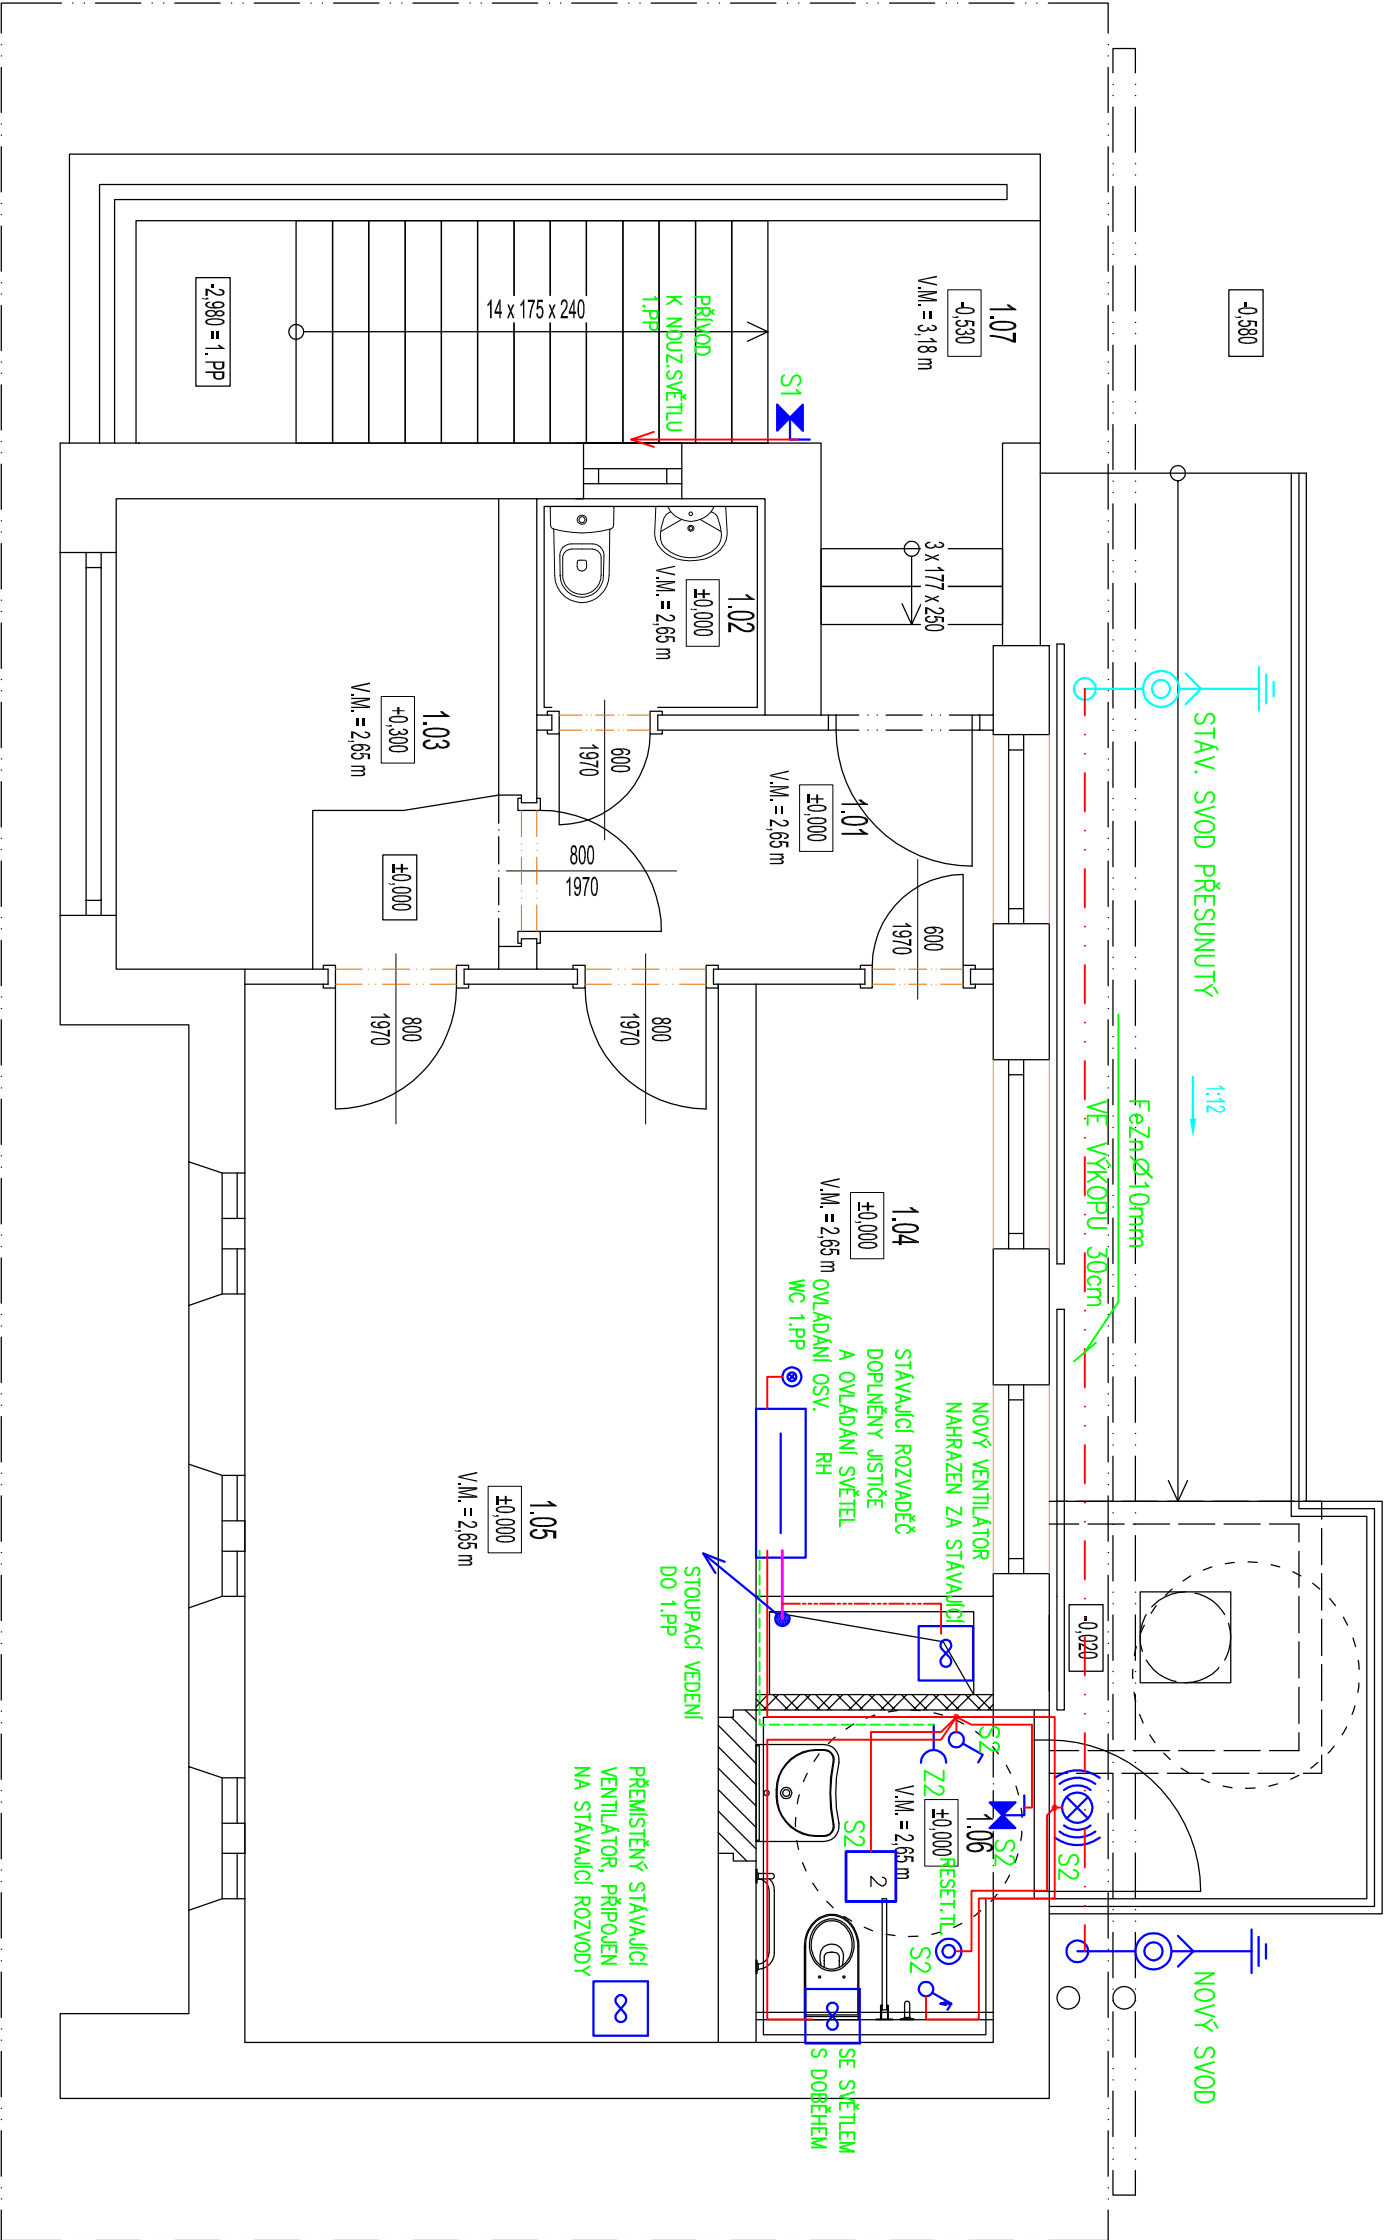 -0,580
1.07
-0,530
V.M. = 3,18 m
14 x 175 x 240
-2,980 = 1. PP
PŘÍVOD
K NOUZ.SVĚTLU
1.PP
S1
3 x 177 x 250
1.02
±0,000
V.M. = 2,65 m
1.03
+0,300
V.M. = 2,65 m
±0,000
600
1970
800
1970
1.01
±0,000
V.M. = 2,65 m
600
1970
800
1970
800
1970
STÁV. SVOD PŘESUNUTÝ
1:12
FeZnØ10mm
VE VÝKOPU 30cm
1.04
±0,000
V.M. = 2,65 m
NOVÝ VENTILÁTOR
NAHRAZEN ZA STÁVAJÍCÍ
STÁVAJÍCÍ ROZVADĚČ
DOPLNĚNY JISTIČE
A OVLÁDÁNÍ SVĚTEL
OVLÁDÁNÍ OSV.
WC 1.PP
RH
1.05
±0,000
V.M. = 2,65 m
STOUPACÍ VEDENÍ
DO 1.PP
-0,020
S2
Z2
1.06
±0,000
V.M. = 2,65 m
S2
S2
S2
2
RESET.TL
S2
PŘEMÍSTĚNÝ STÁVAJÍCÍ
VENTILÁTOR, PŘIPOJEN
NA STÁVAJÍCÍ ROZVODY
SE SVĚTLEM
S DOBĚHEM
NOVÝ SVOD